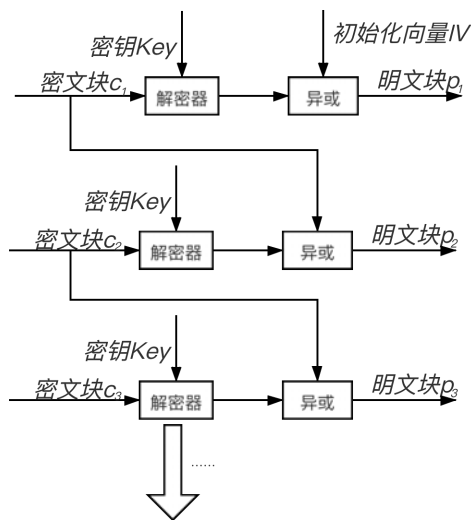 密钥Key
初始化向量IV
密文块c₁
解密器
异或
明文块p₁
密钥Key
密文块c₂
解密器
异或
明文块p₂
密钥Key
密文块c₃
解密器
异或
明文块p₃
......